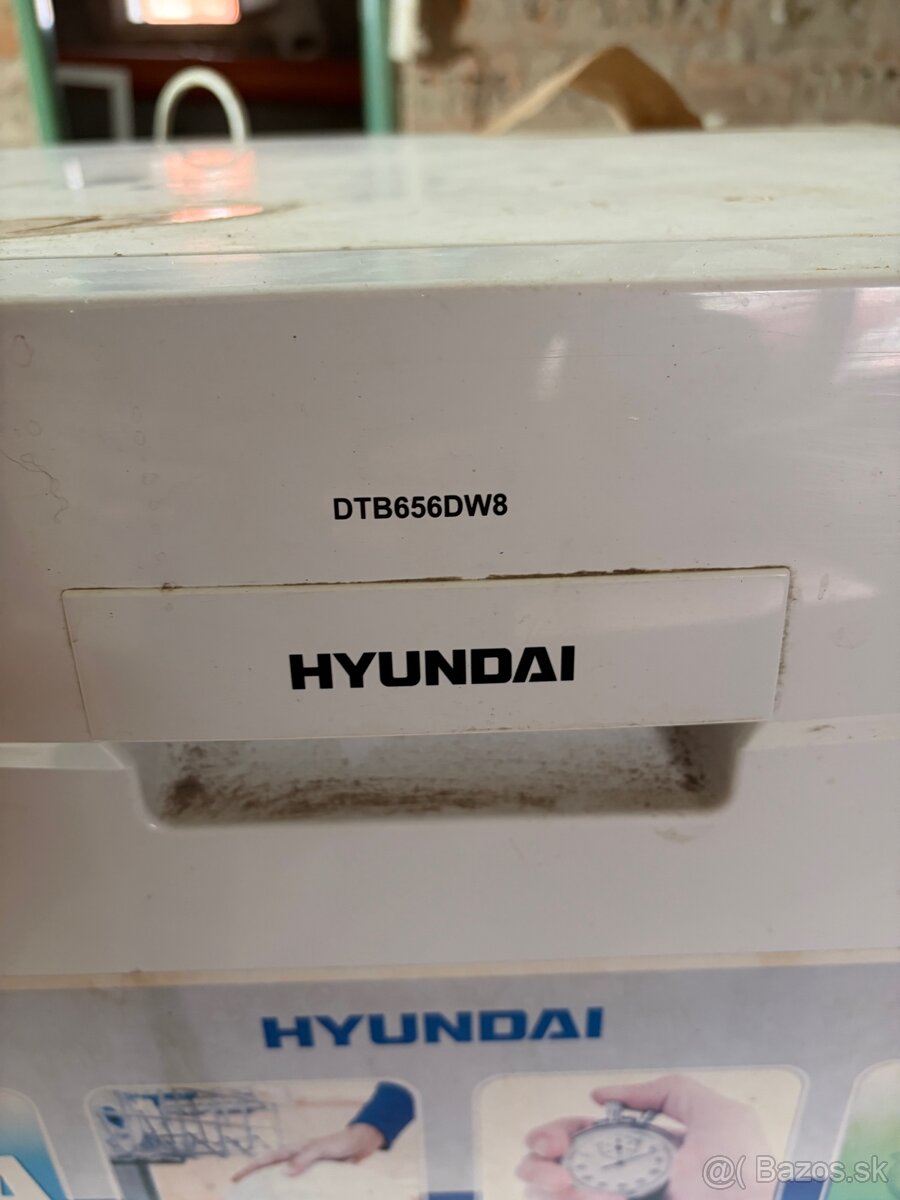 DTB656DW8
HYUNDAI
HYUNDAI
A
@( Bazos.sk